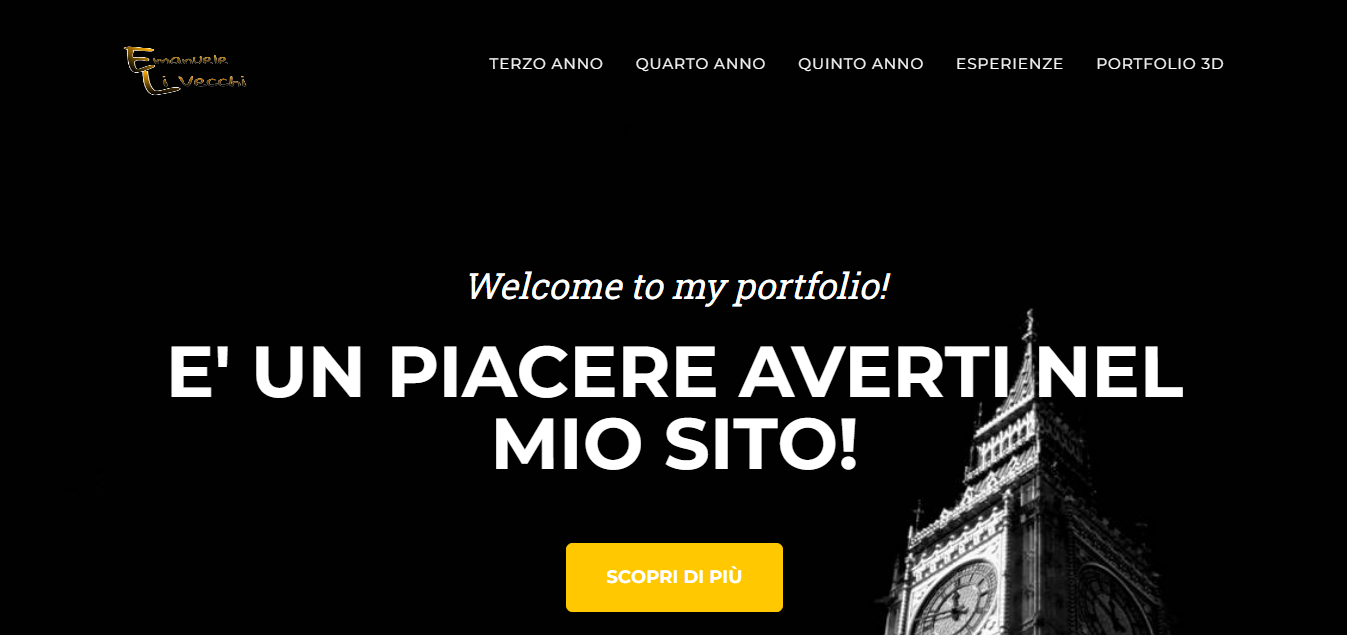 Emanuele
Li Vecchi
TERZO ANNO QUARTO ANNO QUINTO ANNO ESPERIENZE PORTFOLIO 3D
Welcome to my portfolio!
E' UN PIACERE AVERTI NEL
MIO SITO!
SCOPRI DI PIÙ